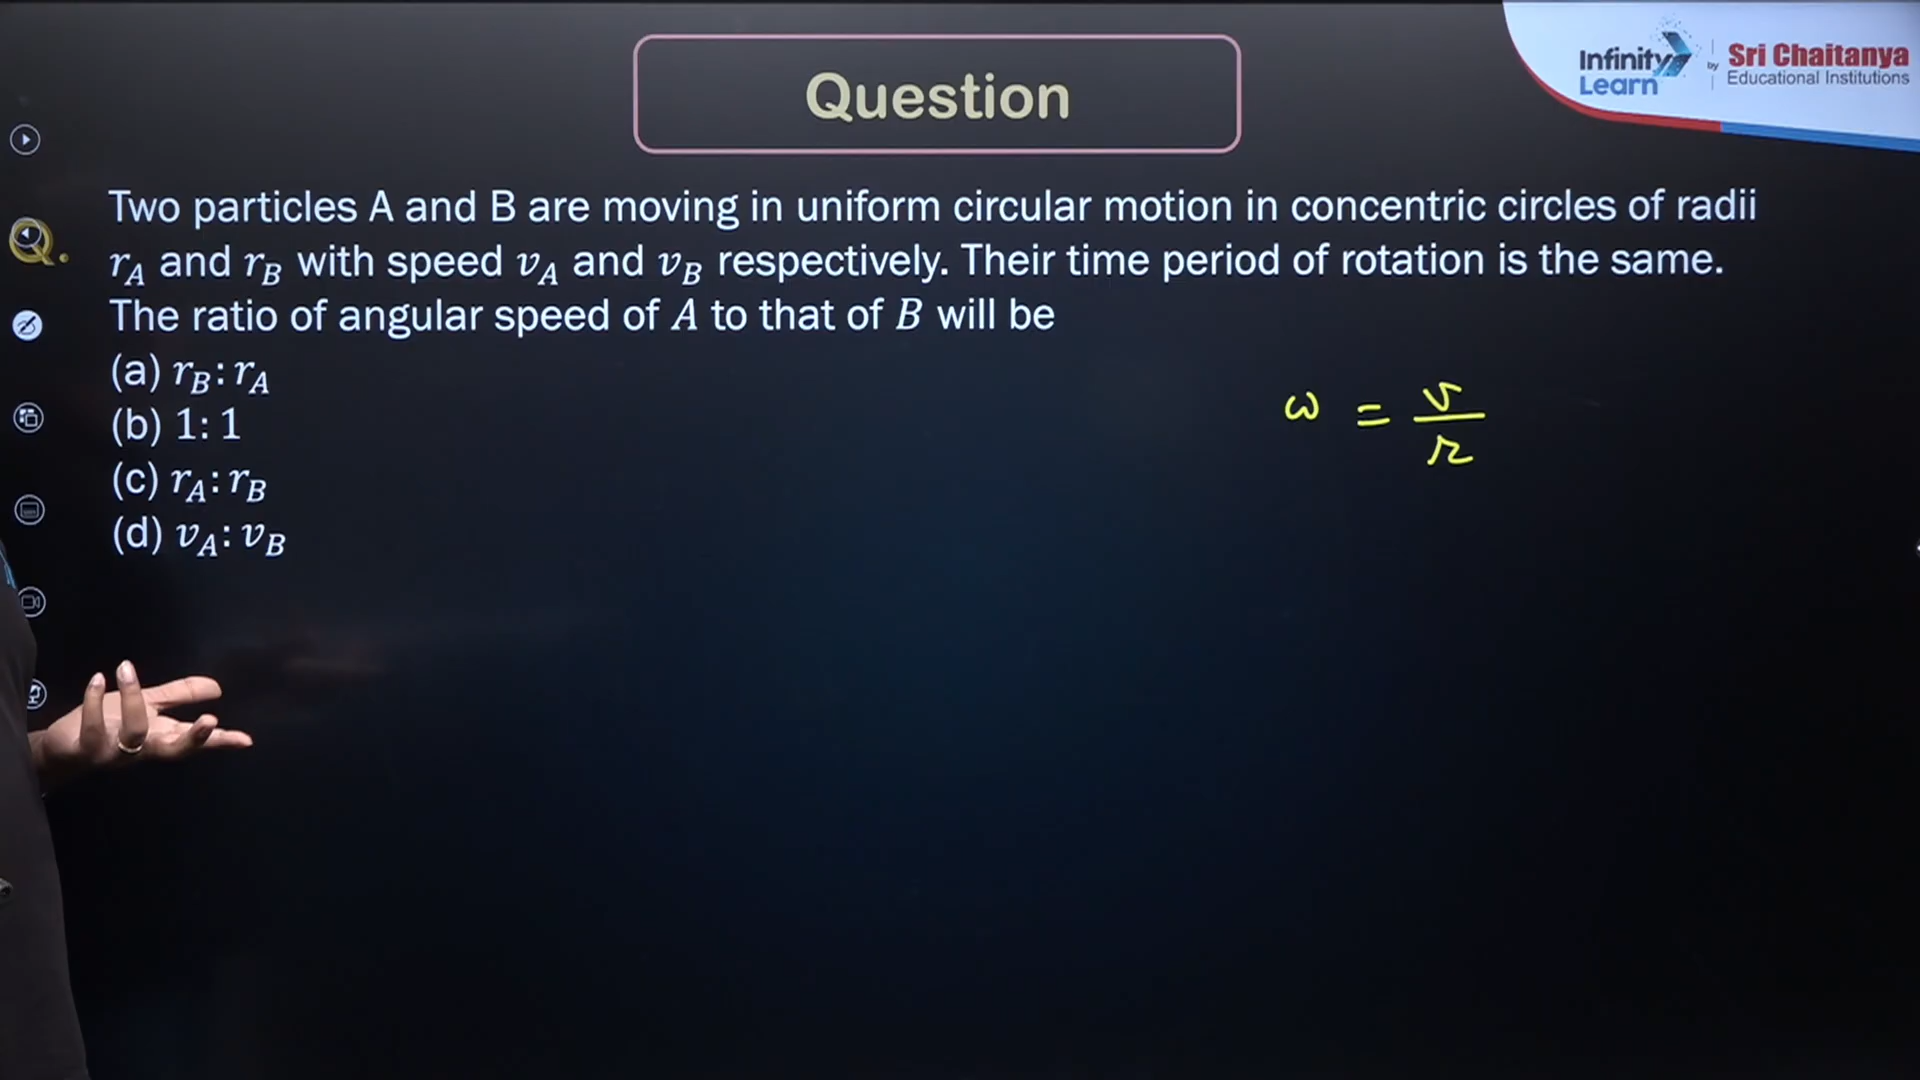 Question
Infinity Learn by Sri Chaitanya Educational Institutions
Two particles A and B are moving in uniform circular motion in concentric circles of radii
r_A and r_B with speed v_A and v_B respectively. Their time period of rotation is the same.
The ratio of angular speed of A to that of B will be
(a) r_B : r_A
(b) 1 : 1
(c) r_A : r_B
(d) v_A : v_B
ω = v/r
Q.